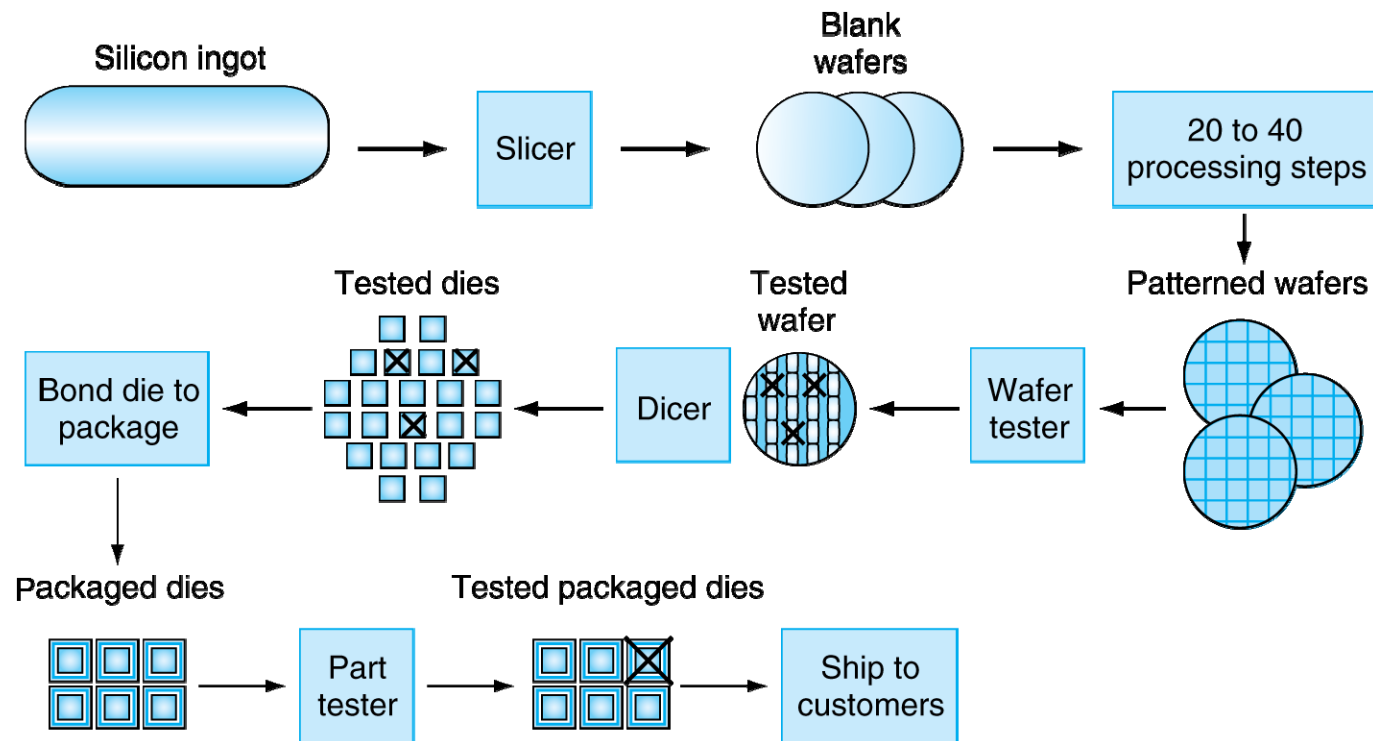 Silicon ingot
Slicer
Blank
wafers
20 to 40
processing steps
Patterned wafers
Wafer
tester
Tested
wafer
Dicer
Tested dies
Bond die to
package
Packaged dies
Part
tester
Tested packaged dies
Ship to
customers